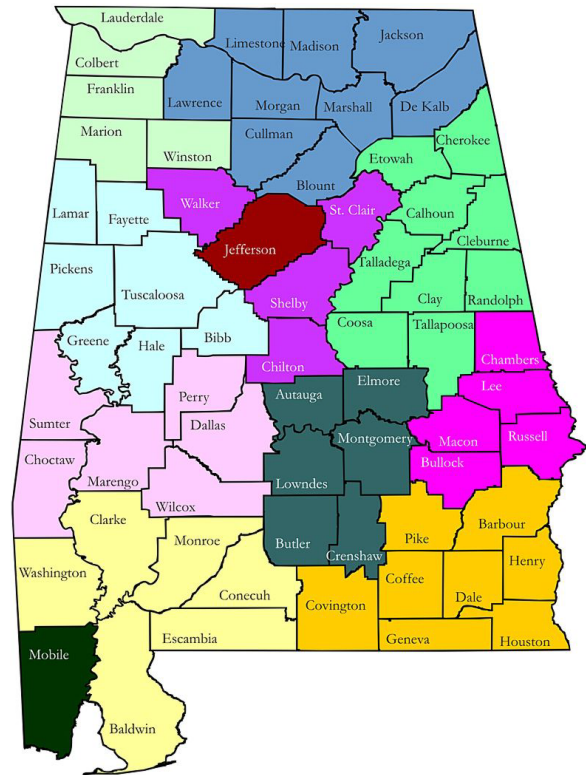 Lauderdale
Limestone
Madison
Jackson
Colbert
Franklin
Lawrence
Morgan
Marshall
De Kalb
Marion
Winston
Cullman
Blount
Etowah
Cherokee
Lamar
Fayette
Walker
St. Clair
Calhoun
Cleburne
Jefferson
Pickens
Tuscaloosa
Shelby
Talladega
Clay
Randolph
Greene
Hale
Bibb
Chilton
Coosa
Tallapoosa
Chambers
Sumter
Perry
Autauga
Elmore
Lee
Choctaw
Marengo
Dallas
Lowndes
Montgomery
Macon
Russell
Bullock
Wilcox
Clarke
Monroe
Butler
Crenshaw
Pike
Barbour
Washington
Conecuh
Covington
Coffee
Dale
Henry
Escambia
Geneva
Houston
Mobile
Baldwin